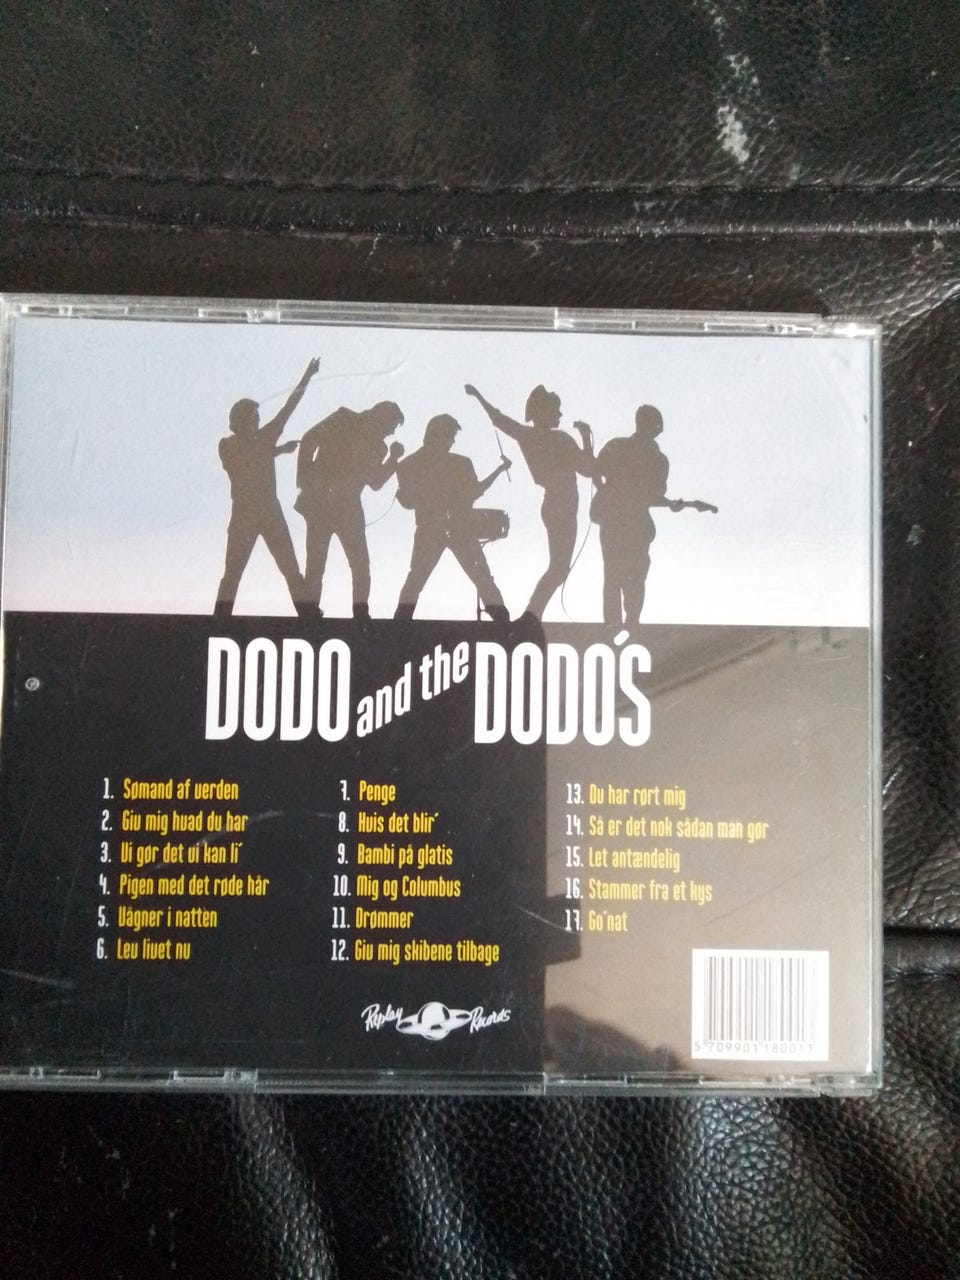 DODO and the DODO'S
1. Sømand af verden
2. Giv mig hvad du har
3. Vi gør det vi kan li'
4. Pigen med det røde hår
5. Vågner i natten
6. Lev livet nu
7. Penge
8. Hvis det blir'
9. Bambi på glatis
10. Mig og Columbus
11. Drømmer
12. Giv mig skibene tilbage
13. Du har rørt mig
14. Så er det nok sådan man gør
15. Let antændelig
16. Stammer fra et kys
17. Go'nat
Replay Records
5 709901 180013